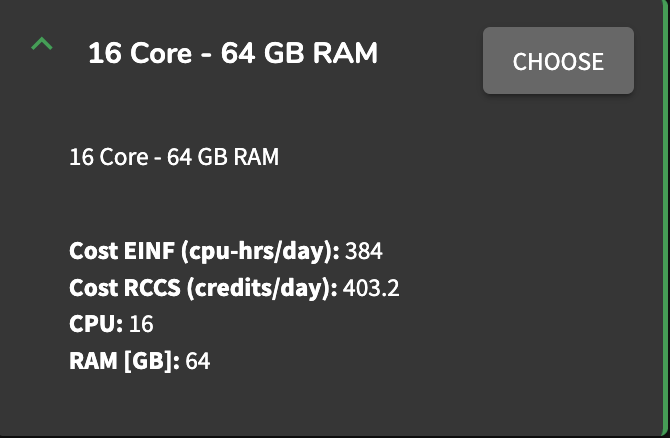 16 Core - 64 GB RAM
CHOOSE
16 Core - 64 GB RAM
Cost EINF (cpu-hrs/day): 384
Cost RCCS (credits/day): 403.2
CPU: 16
RAM [GB]: 64